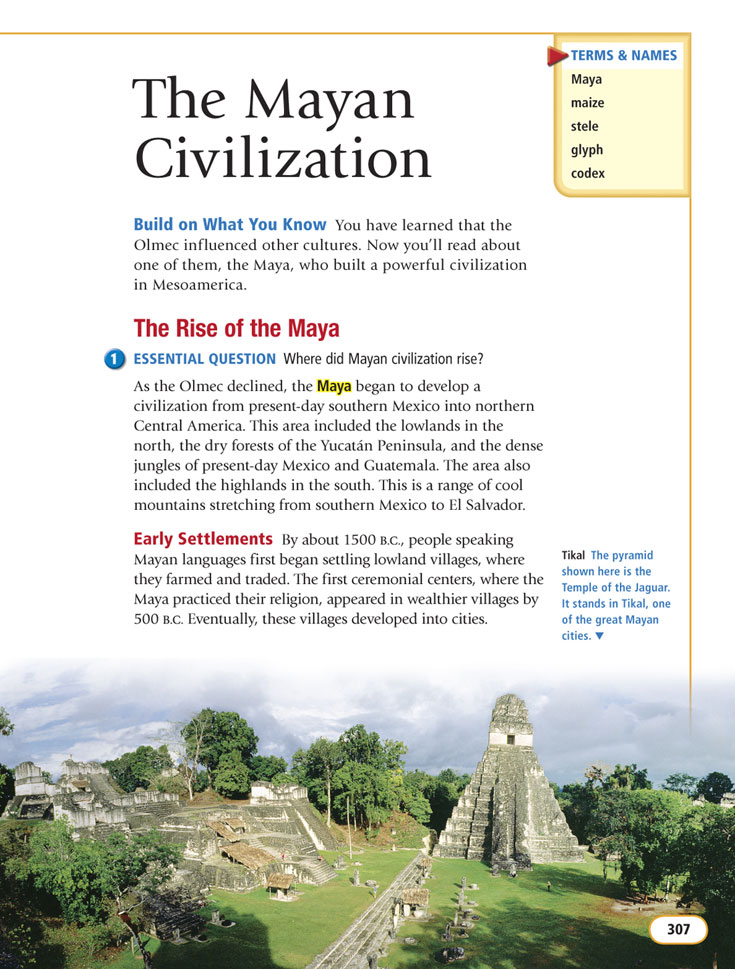 The Mayan
Civilization
TERMS & NAMES
Maya
maize
stele
glyph
codex
Build on What You Know You have learned that the
Olmec influenced other cultures. Now you’ll read about
one of them, the Maya, who built a powerful civilization
in Mesoamerica.
The Rise of the Maya
1 ESSENTIAL QUESTION Where did Mayan civilization rise?
As the Olmec declined, the Maya began to develop a
civilization from present-day southern Mexico into northern
Central America. This area included the lowlands in the
north, the dry forests of the Yucatán Peninsula, and the dense
jungles of present-day Mexico and Guatemala. The area also
included the highlands in the south. This is a range of cool
mountains stretching from southern Mexico to El Salvador.
Early Settlements By about 1500 B.C., people speaking
Mayan languages first began settling lowland villages, where
they farmed and traded. The first ceremonial centers, where the
Maya practiced their religion, appeared in wealthier villages by
500 B.C. Eventually, these villages developed into cities.
Tikal The pyramid
shown here is the
Temple of the Jaguar.
It stands in Tikal, one
of the great Mayan
cities. ▼
307